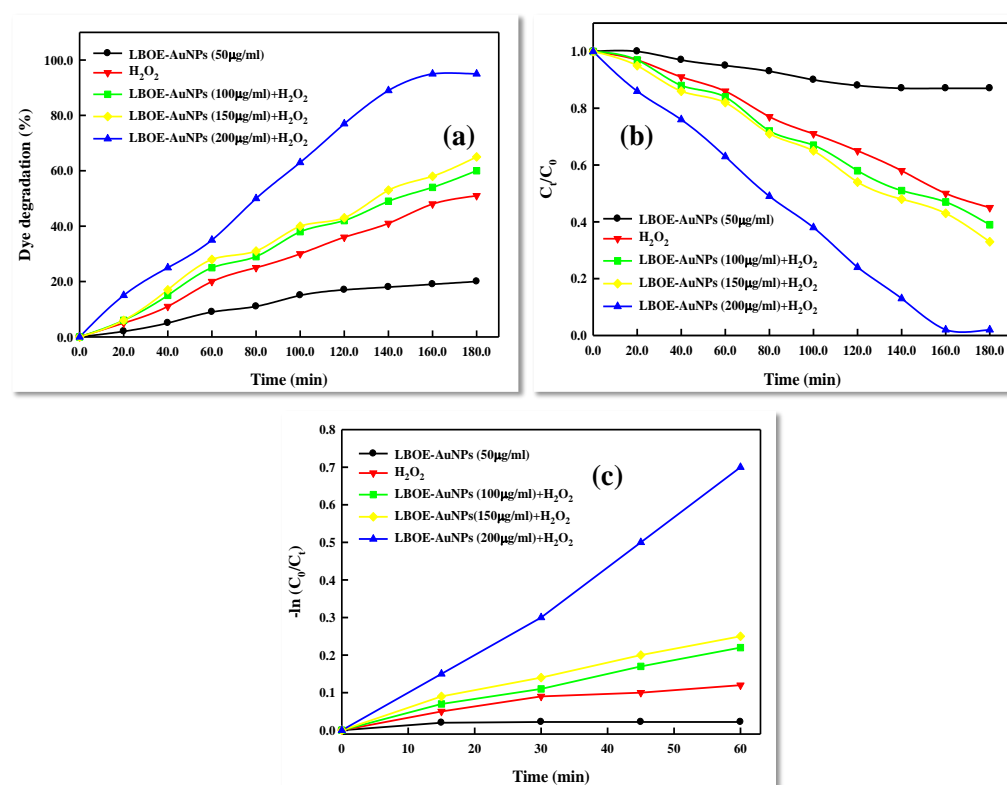 100.0
80.0
60.0
40.0
20.0
0.0
Dye degradation (%)
LBOE-AuNPs (50µg/ml)
H₂O₂
LBOE-AuNPs (100µg/ml)+H₂O₂
LBOE-AuNPs (150µg/ml)+H₂O₂
LBOE-AuNPs (200µg/ml)+H₂O₂
(a)
0.0 20.0 40.0 60.0 80.0 100.0 120.0 140.0 160.0 180.0
Time (min)
1.0
0.8
0.6
0.4
0.2
0.0
Cₜ/C₀
(b)
LBOE-AuNPs (50µg/ml)
H₂O₂
LBOE-AuNPs (100µg/ml)+H₂O₂
LBOE-AuNPs (150µg/ml)+H₂O₂
LBOE-AuNPs (200µg/ml)+H₂O₂
0.0 20.0 40.0 60.0 80.0 100.0 120.0 140.0 160.0 180.0
Time (min)
0.8
0.7
0.6
0.5
0.4
0.3
0.2
0.1
0.0
-ln (C₀/Cₜ)
LBOE-AuNPs (50µg/ml)
H₂O₂
LBOE-AuNPs (100µg/ml)+H₂O₂
LBOE-AuNPs(150µg/ml)+H₂O₂
LBOE-AuNPs (200µg/ml)+H₂O₂
(c)
0 10 20 30 40 50 60
Time (min)